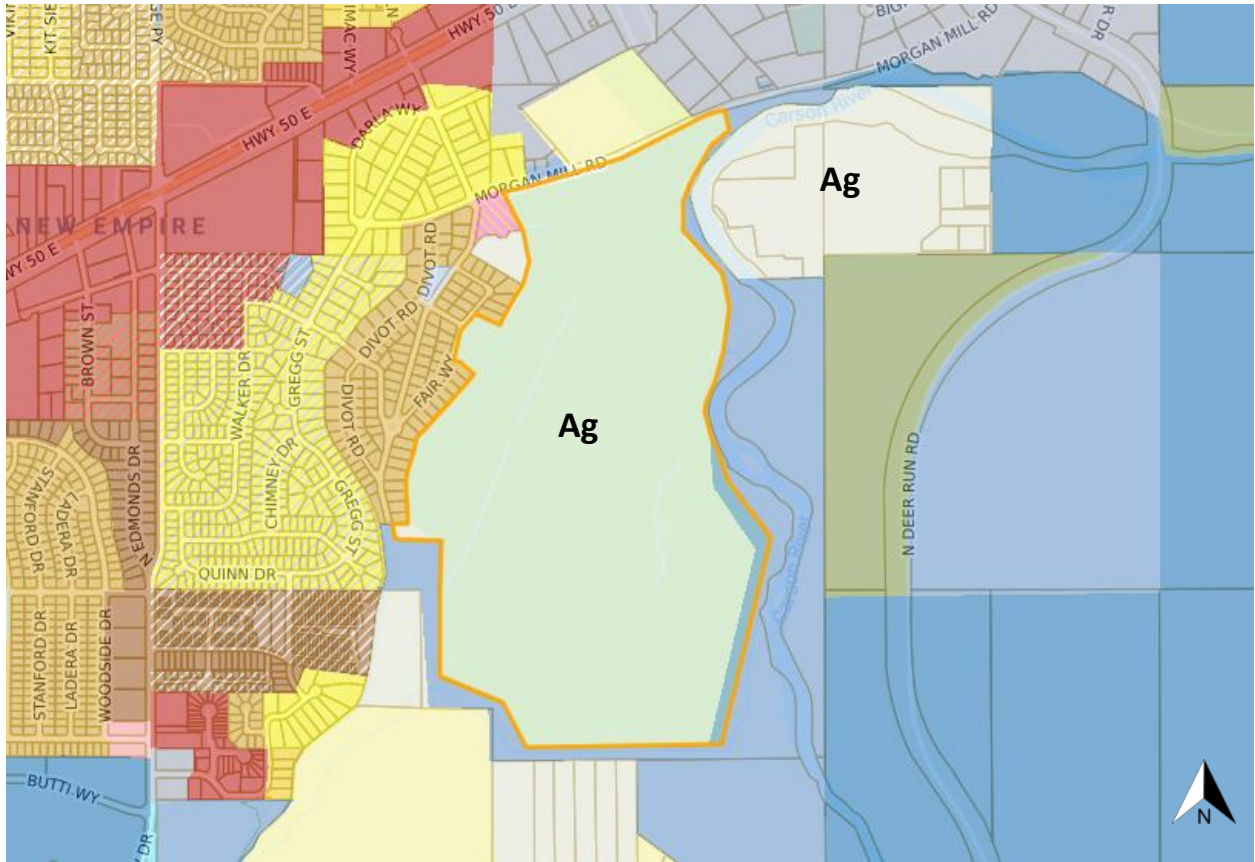 KIT SIE
HWY 50 E
MORGAN MILL RD
Carson River
DARLA WY
HWY 50 E
Ag
MORGAN MILL RD
NEW EMPIRE
HWY 50 E
DIVOT RD
BROWN ST
DIVOT RD
WALKER DR
GREGG ST
FAIR WY
DIVOT RD
Ag
N EDMONDS DR
CHIMNEY DR
GREGG ST
STANFORD DR
LADERA DR
N DEER RUN RD
Carson River
QUINN DR
STANFORD DR
LADERA DR
WOODSIDE DR
BUTTI WY
N